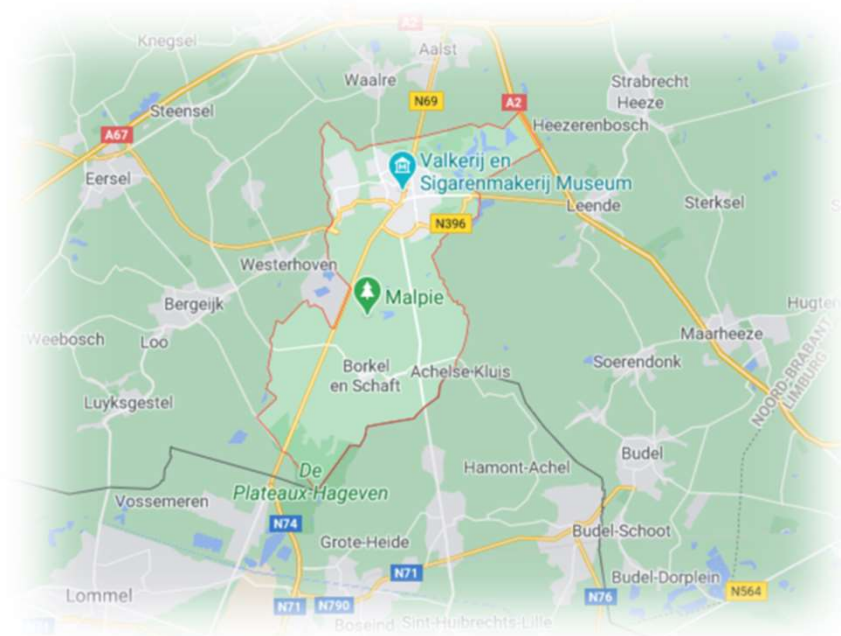 A2
Knegsel
Aalst
Waalre
Strabrecht
Heeze
N69
A2
Steensel
Heezerenbosch
A67
Valkerij en
Sigarenmakerij Museum
Eersel
Leende
Sterksel
N396
Westerhoven
Malpie
Bergeijk
Hugten
Maarheeze
Weebosch
Loo
NOORD-BRABANT
LIMBURG
Soerendonk
Borkel
en Schaft
Achelse-Kluis
Luyksgestel
Budel
De
Plateaux-Hageven
Hamont-Achel
Vossemeren
N74
Budel-Schoot
Grote-Heide
N71
Budel-Dorplein
Lommel
N71
N790
N76
N564
Sint-Huibrechts-Lille